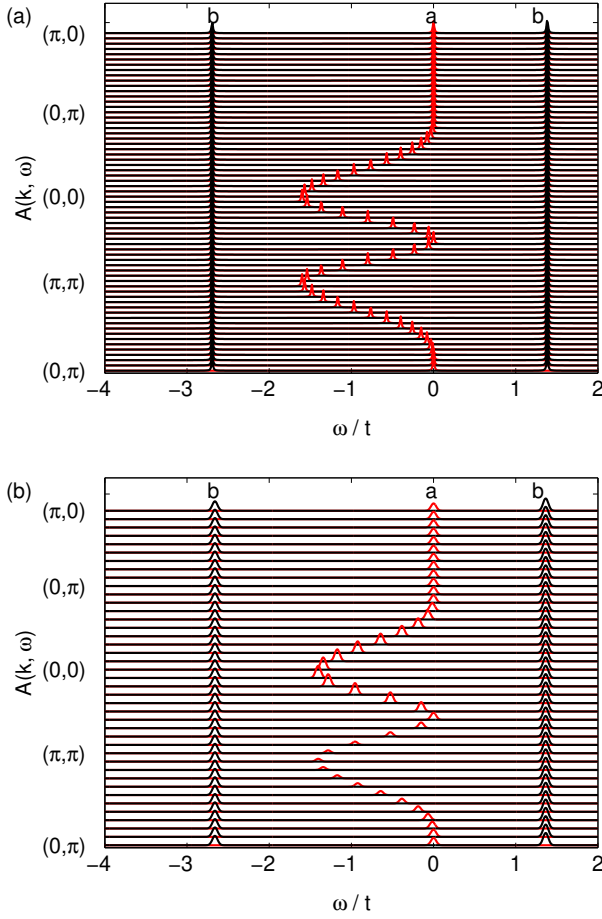 (a)
b a b
(π,0)
(0,π)
(0,0)
(π,π)
(0,π)
A(k, ω)
−4 −3 −2 −1 0 1 2
ω / t
(b)
b a b
(π,0)
(0,π)
(0,0)
(π,π)
(0,π)
A(k, ω)
−4 −3 −2 −1 0 1 2
ω / t